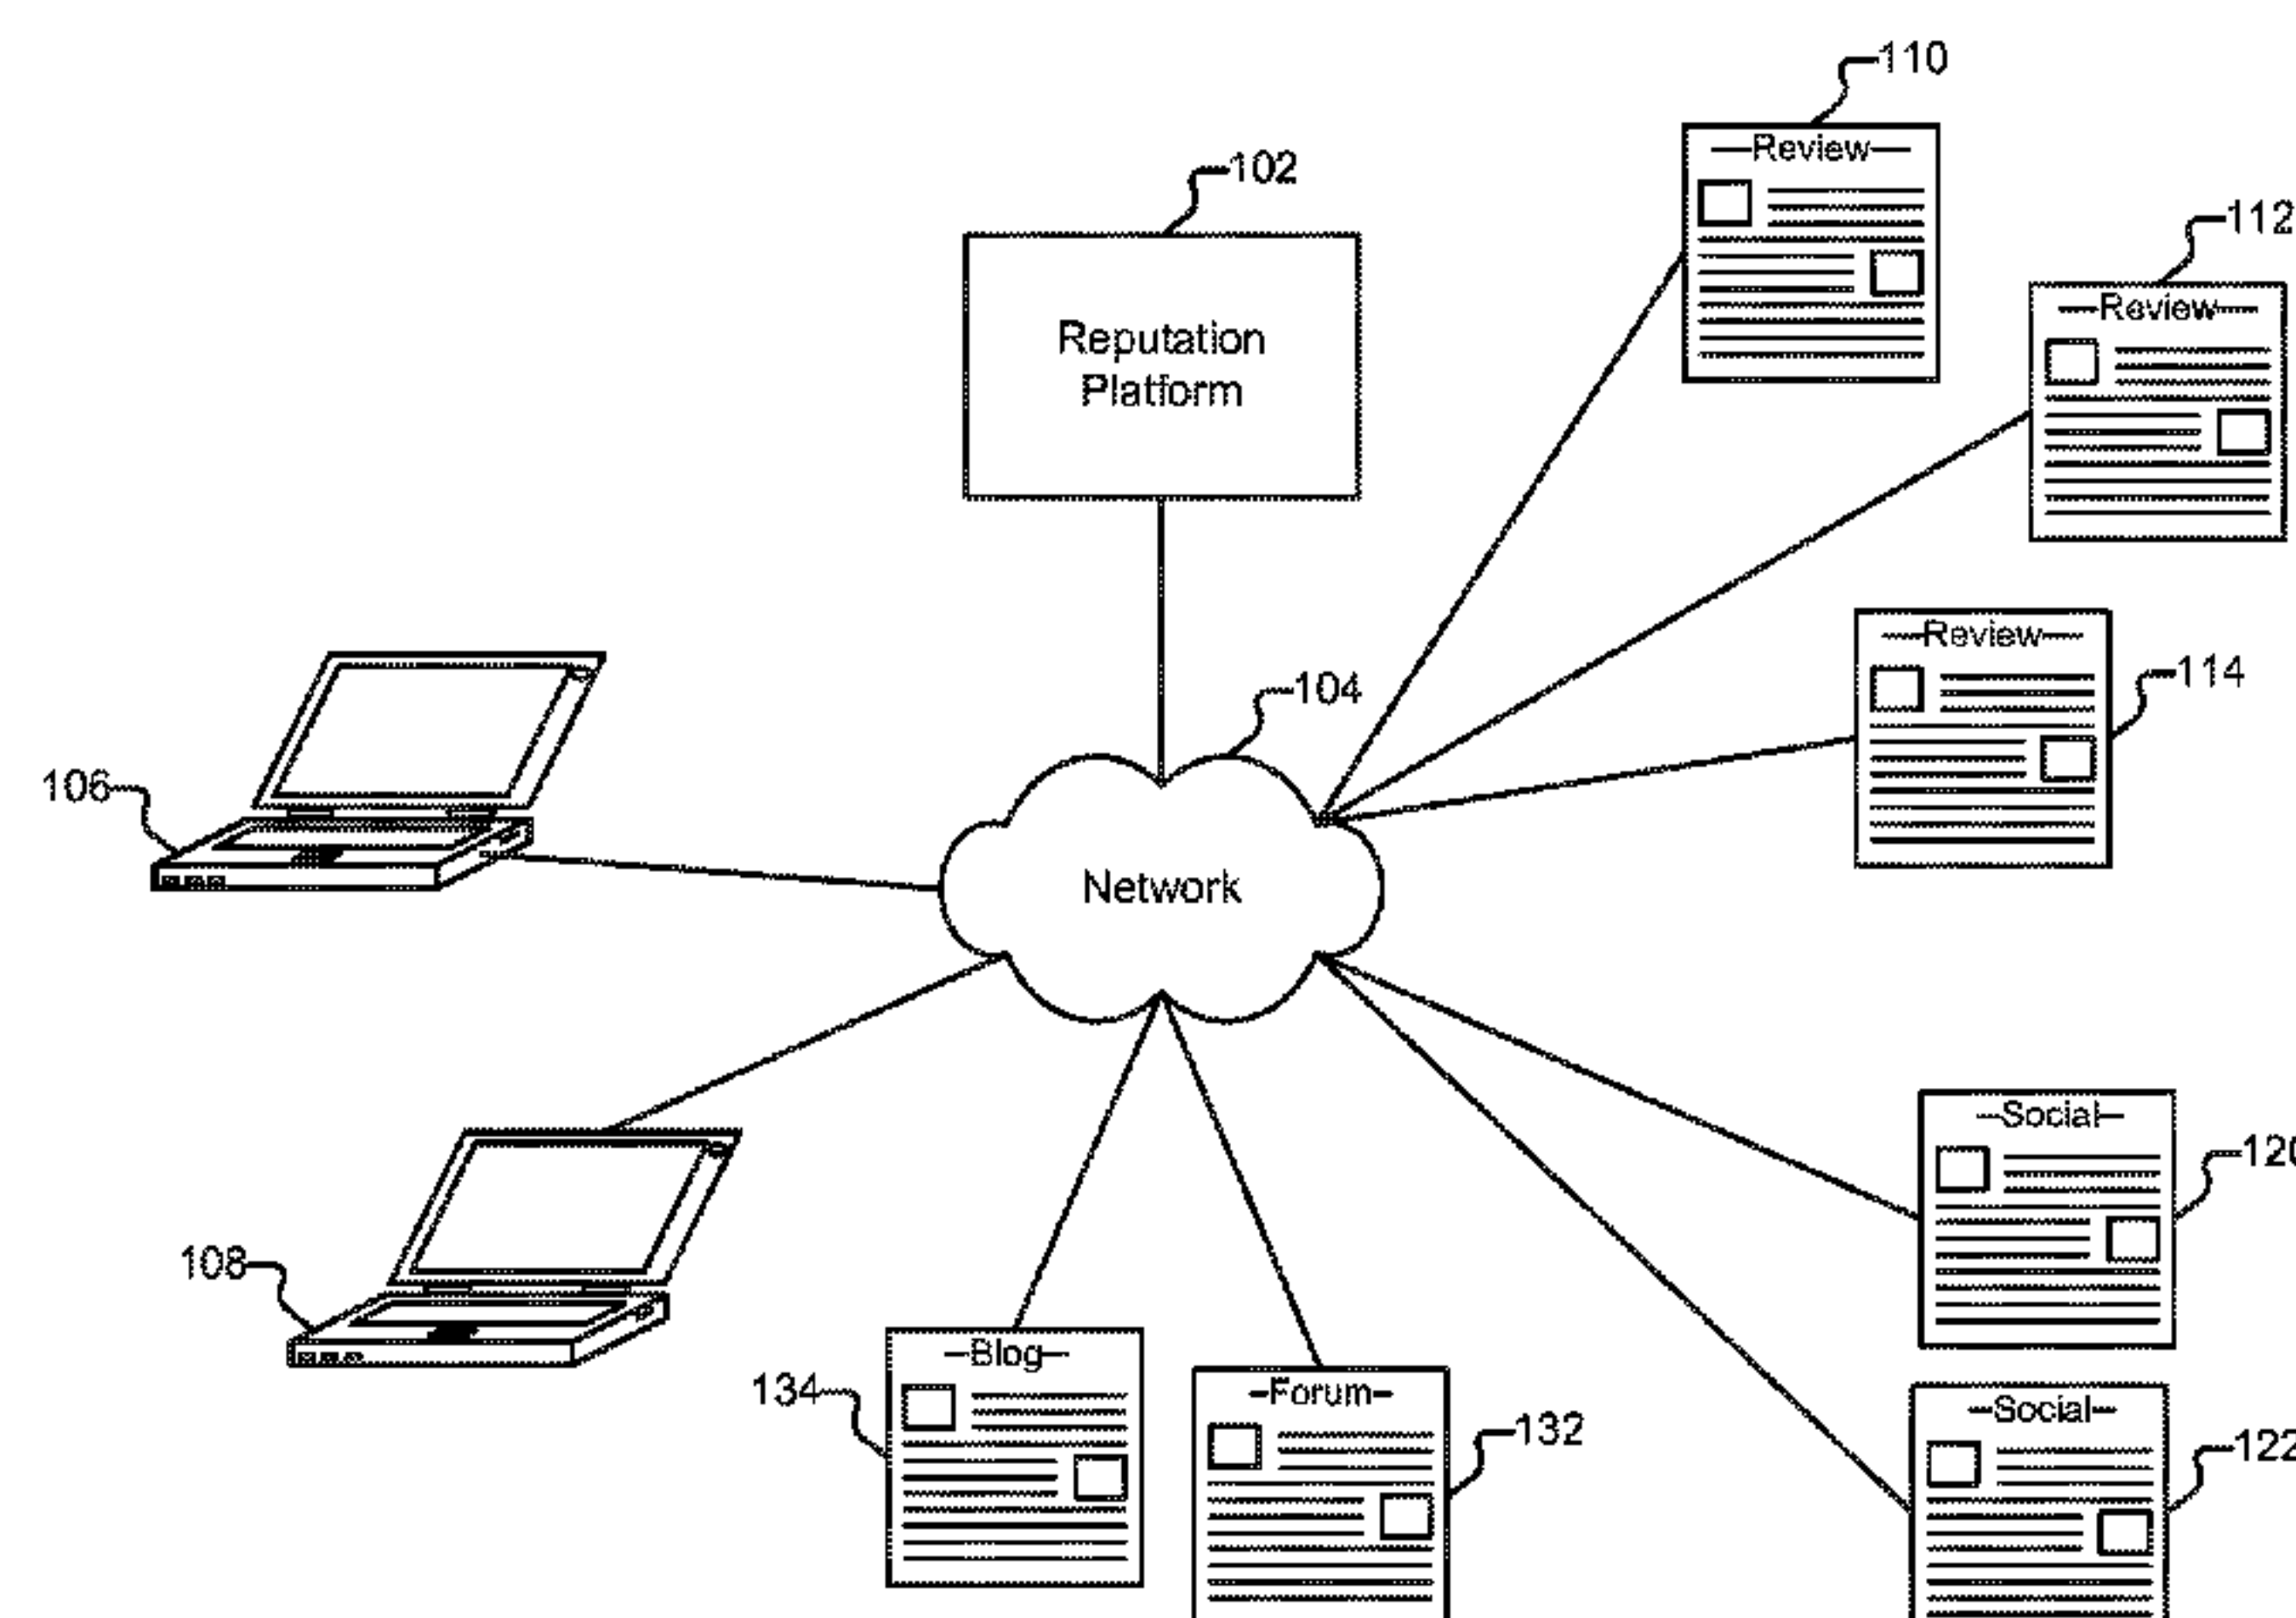 110
Review
102
112
Review
Reputation
Platform
Review
114
104
106
Network
Social
120
108
Blog
134
Forum
132
Social
122